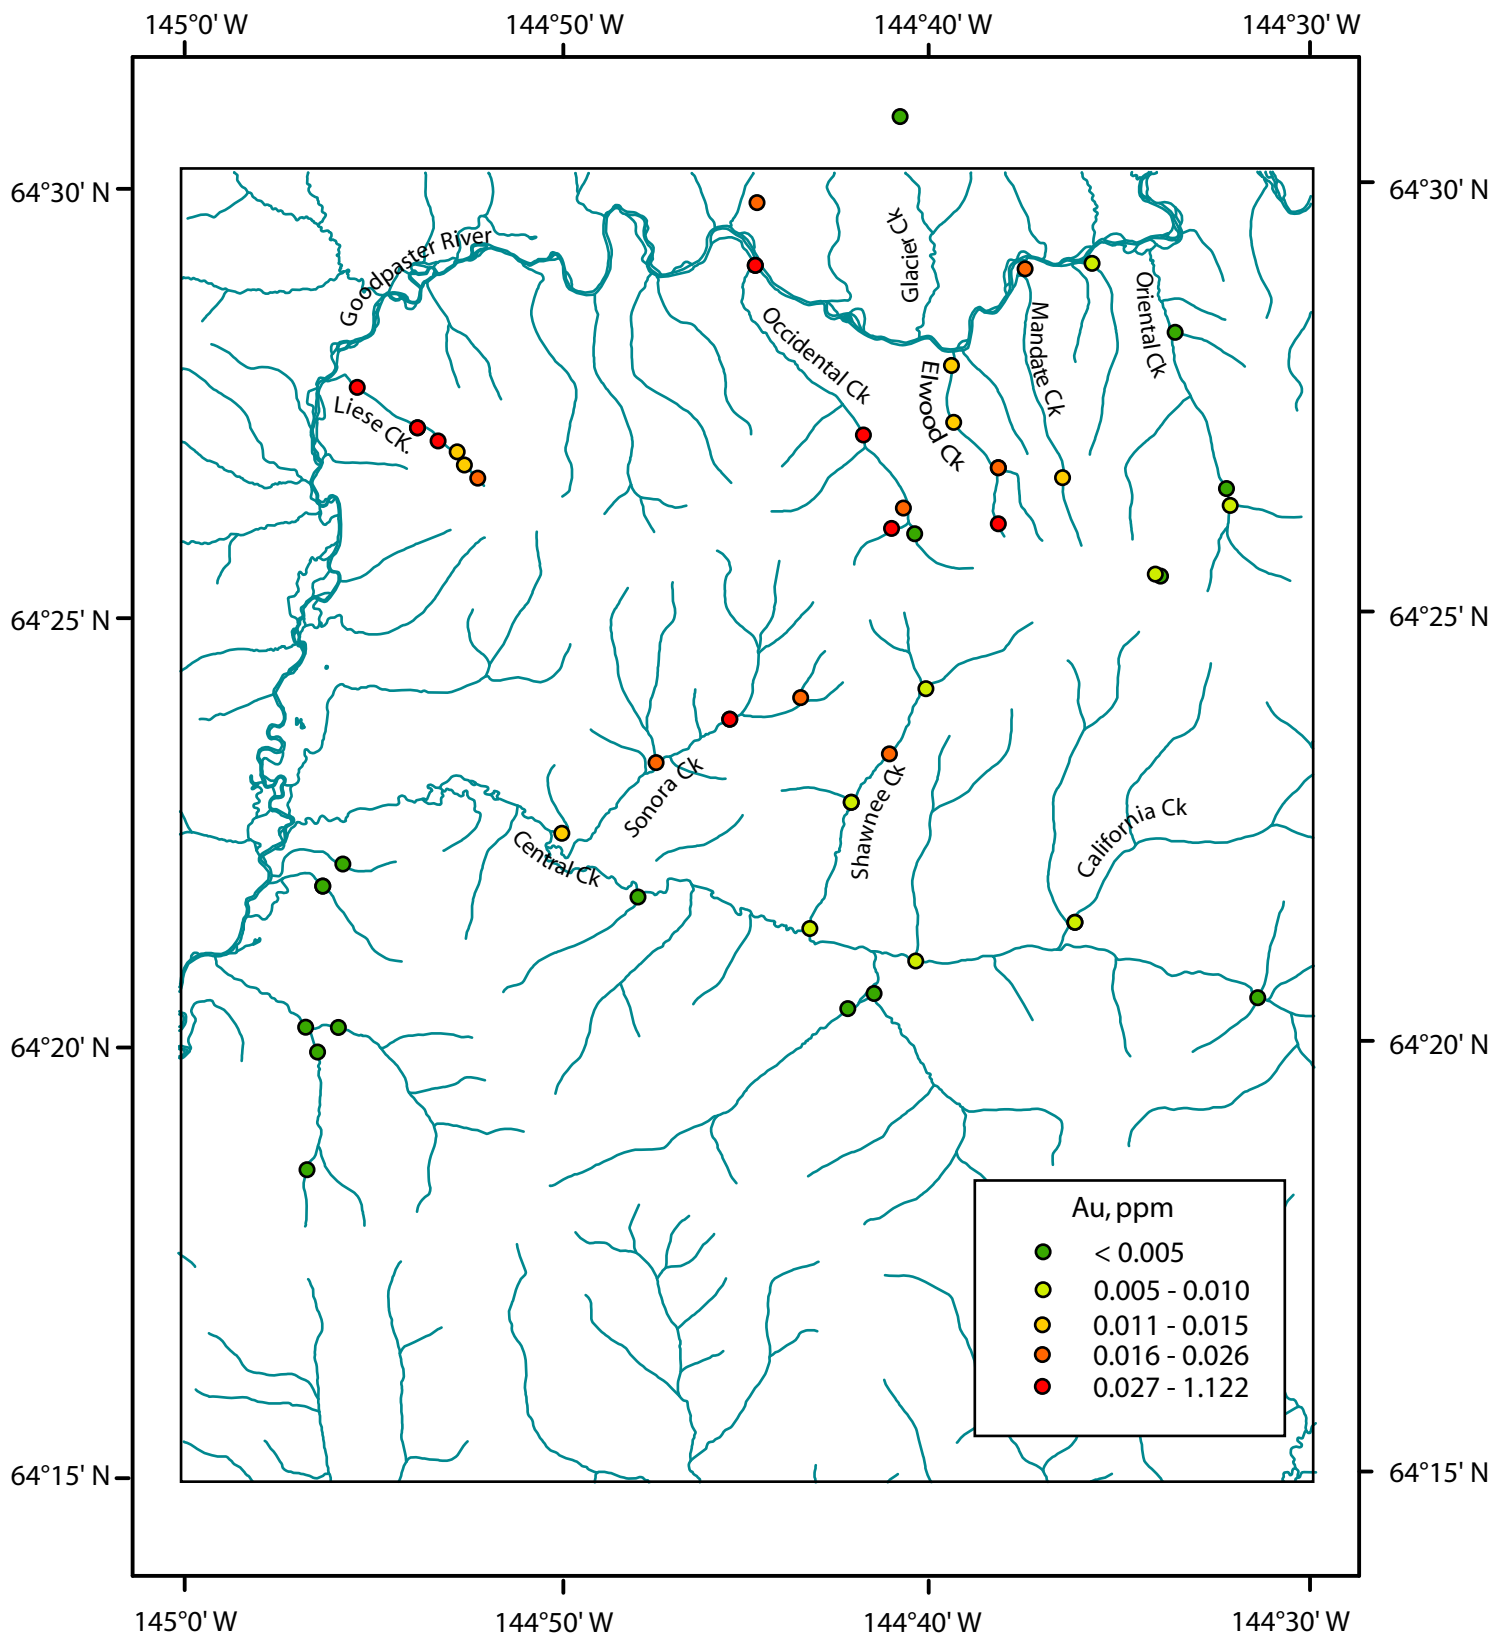 145°0' W
144°50' W
144°40' W
144°30' W
64°30' N
64°30' N
Glacier Ck
Goodpaster River
Oriental Ck
Mandate Ck
Occidental Ck
Elwood Ck
Liese CK.
64°25' N
64°25' N
Sonora Ck
Shawnee Ck
California Ck
Central Ck
64°20' N
64°20' N
Au, ppm
< 0.005
0.005 - 0.010
0.011 - 0.015
0.016 - 0.026
0.027 - 1.122
64°15' N
64°15' N
145°0' W
144°50' W
144°40' W
144°30' W